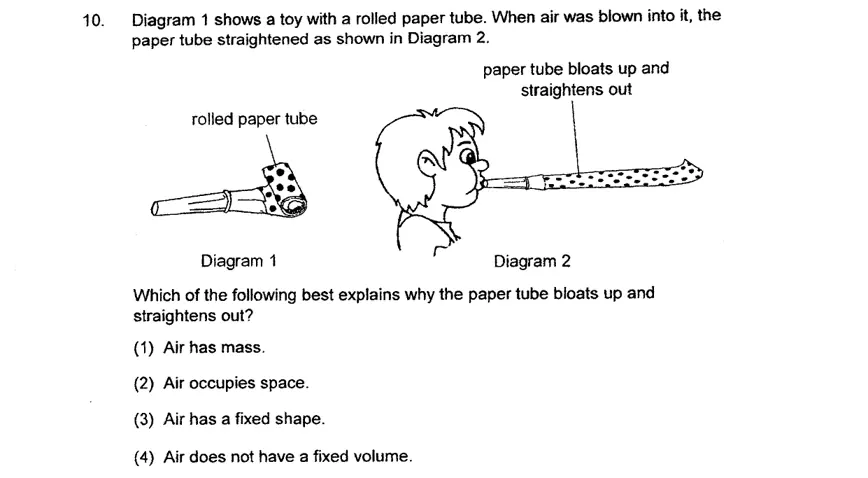 10. Diagram 1 shows a toy with a rolled paper tube. When air was blown into it, the
paper tube straightened as shown in Diagram 2.
paper tube bloats up and
straightens out
rolled paper tube
Diagram 1
Diagram 2
Which of the following best explains why the paper tube bloats up and
straightens out?
(1) Air has mass.
(2) Air occupies space.
(3) Air has a fixed shape.
(4) Air does not have a fixed volume.